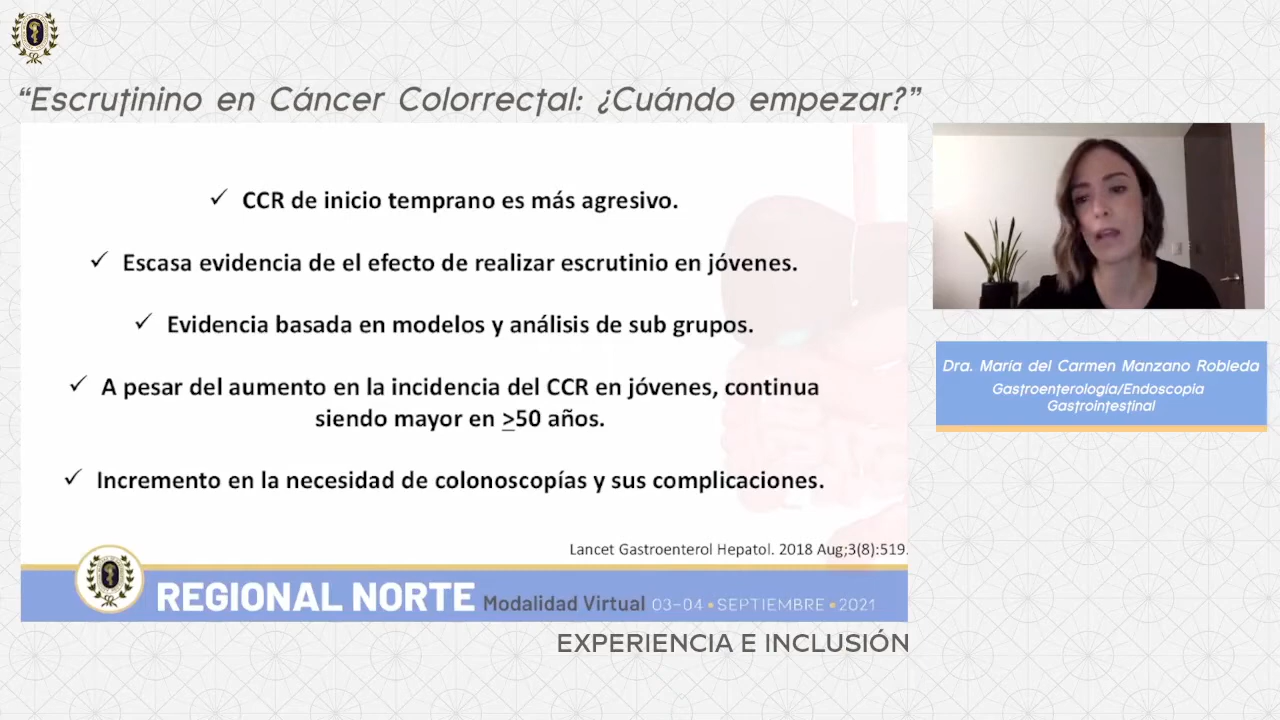 “Escrutinino en Cáncer Colorrectal: ¿Cuándo empezar?”
✓ CCR de inicio temprano es más agresivo.
✓ Escasa evidencia de el efecto de realizar escrutinio en jóvenes.
✓ Evidencia basada en modelos y análisis de sub grupos.
✓ A pesar del aumento en la incidencia del CCR en jóvenes, continua
siendo mayor en ≥50 años.
✓ Incremento en la necesidad de colonoscopías y sus complicaciones.
Lancet Gastroenterol Hepatol. 2018 Aug;3(8):519.
REGIONAL NORTE Modalidad Virtual 03-04 • SEPTIEMBRE • 2021
EXPERIENCIA E INCLUSIÓN
Dra. María del Carmen Manzano Robleda
Gastroenterología/Endoscopia
Gastrointestinal